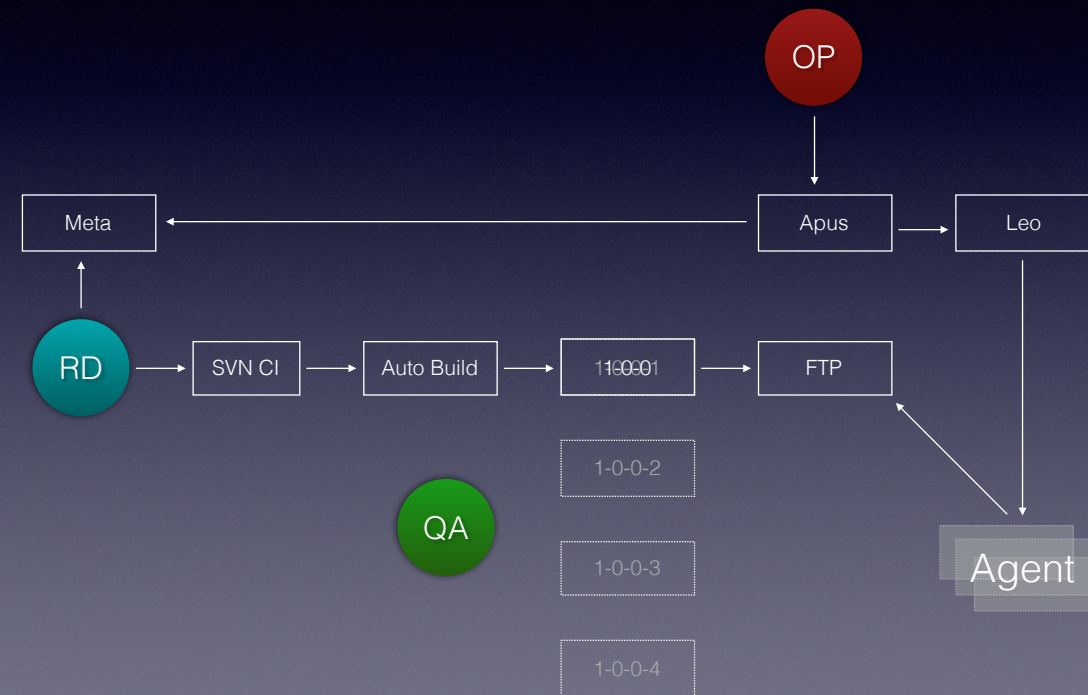 OP
Meta
Apus
Leo
RD
SVN CI
Auto Build
FTP
1-0-0-2
QA
1-0-0-3
Agent
1-0-0-4